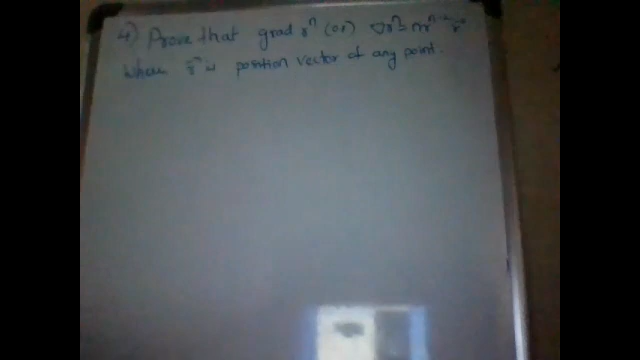 4) Prove that grad rⁿ (or) ∇rⁿ = nrⁿ⁻² r⃗
where r⃗ is position vector of any point.